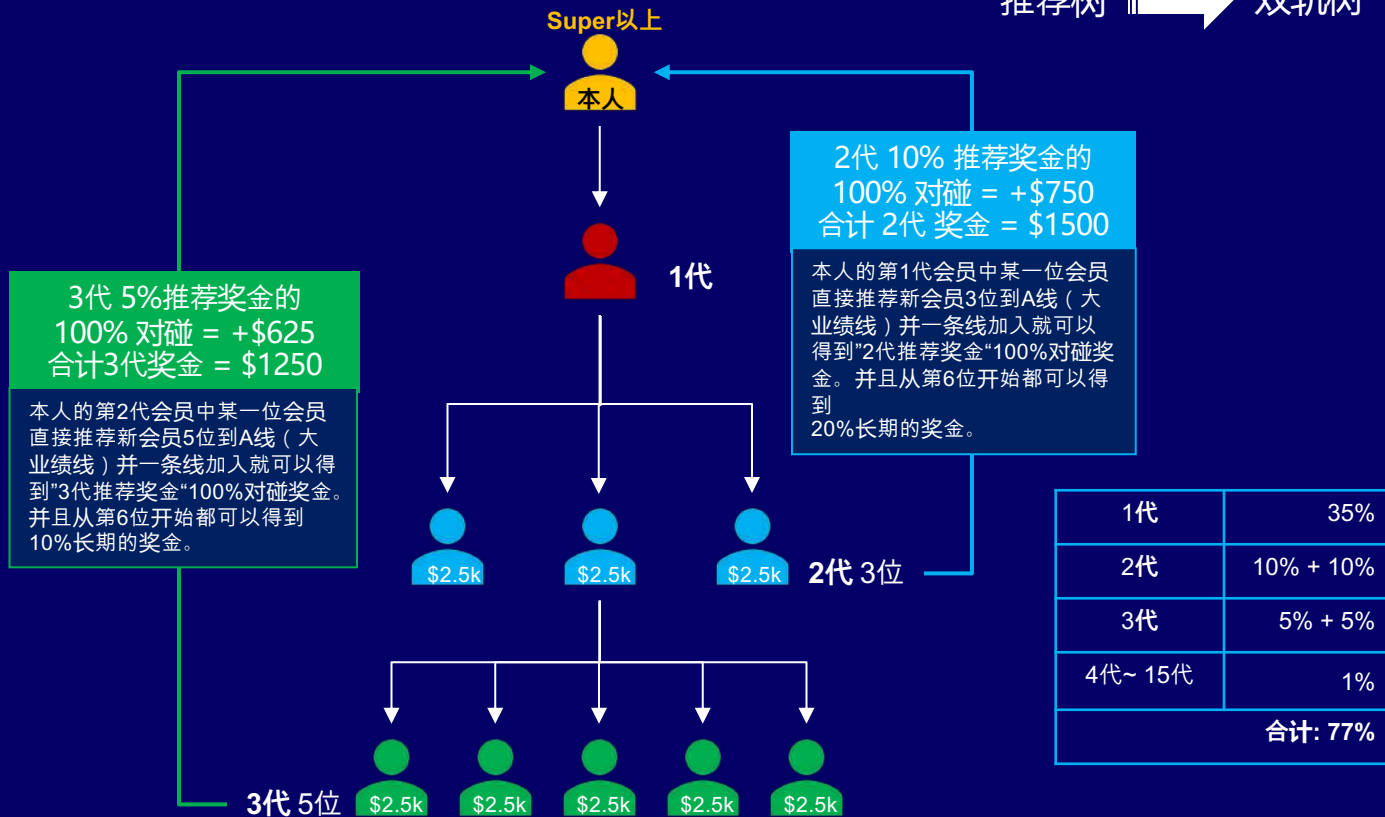 推荐树 双轨树
Super以上
本人
2代 10% 推荐奖金的
100% 对碰 = +$750
合计 2代 奖金 = $1500
本人的第1代会员中某一位会员
直接推荐新会员3位到A线（大
业绩线）并一条线加入就可以
得到”2代推荐奖金“100%对碰奖
金。并且从第6位开始都可以得
到
20%长期的奖金。
1代
3代 5%推荐奖金的
100% 对碰 = +$625
合计3代奖金 = $1250
本人的第2代会员中某一位会员
直接推荐新会员5位到A线（大
业绩线）并一条线加入就可以得
到”3代推荐奖金“100%对碰奖金。
并且从第6位开始都可以得到
10%长期的奖金。
$2.5k $2.5k $2.5k 2代 3位
1代 35%
2代 10% + 10%
3代 5% + 5%
4代~ 15代 1%
合计: 77%
3代 5位 $2.5k $2.5k $2.5k $2.5k $2.5k